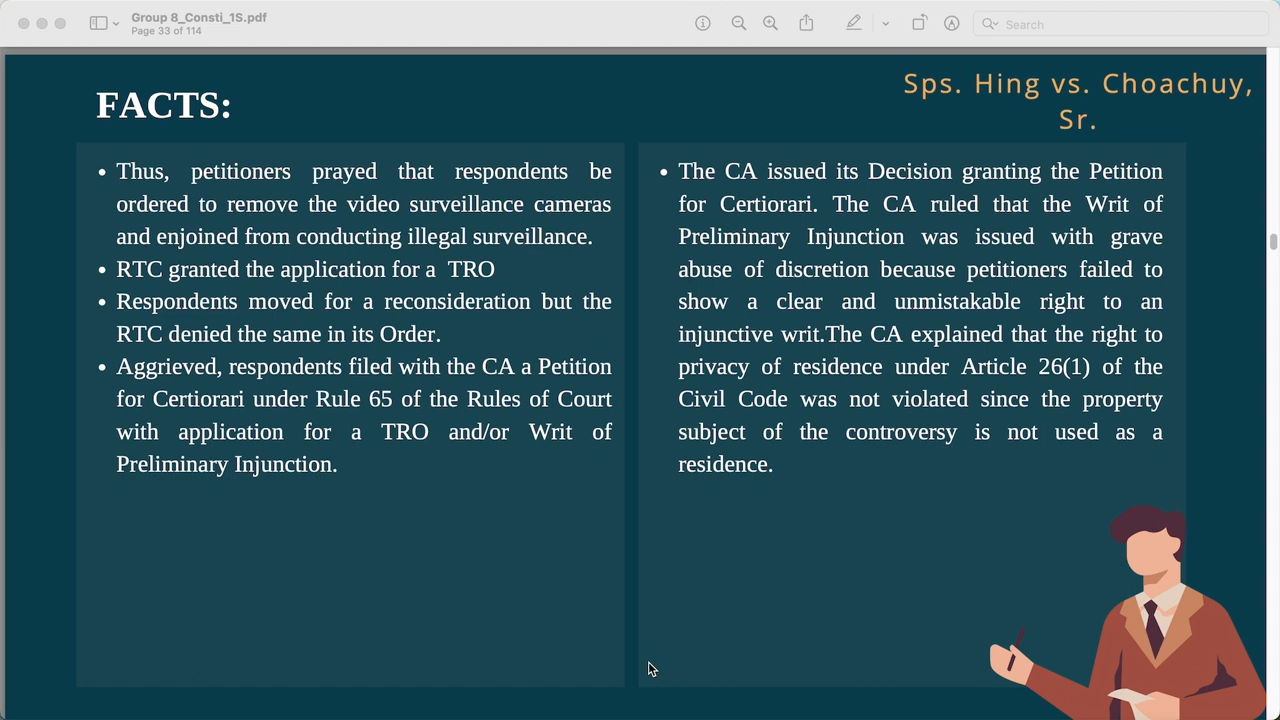 Group 8_Consti_1S.pdf
Page 33 of 114
Search
Sps. Hing vs. Choachuy,
Sr.
FACTS:
• Thus, petitioners prayed that respondents be
ordered to remove the video surveillance cameras
and enjoined from conducting illegal surveillance.
• RTC granted the application for a  TRO
• Respondents moved for a reconsideration but the
RTC denied the same in its Order.
• Aggrieved, respondents filed with the CA a Petition
for Certiorari under Rule 65 of the Rules of Court
with application for a TRO and/or Writ of
Preliminary Injunction.
• The CA issued its Decision granting the Petition
for Certiorari. The CA ruled that the Writ of
Preliminary Injunction was issued with grave
abuse of discretion because petitioners failed to
show a clear and unmistakable right to an
injunctive writ.The CA explained that the right to
privacy of residence under Article 26(1) of the
Civil Code was not violated since the property
subject of the controversy is not used as a
residence.